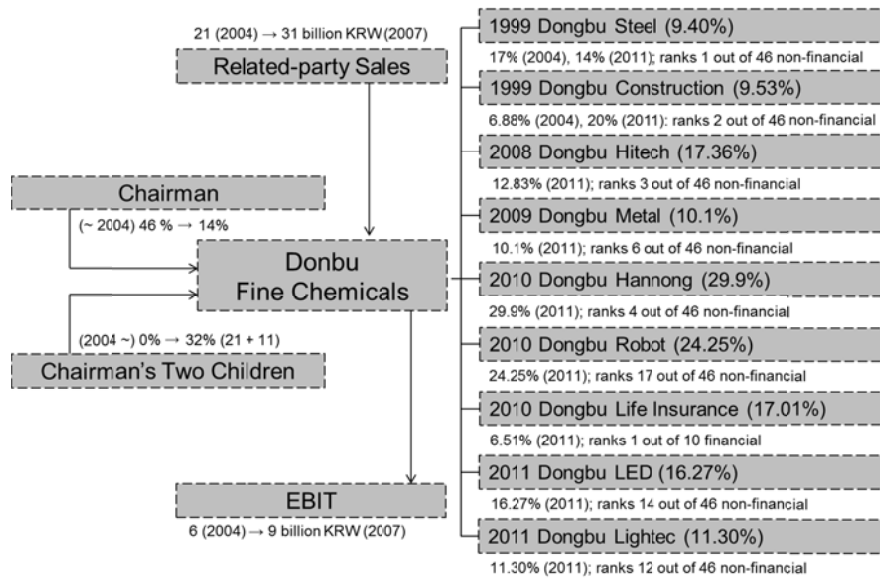 21 (2004) → 31 billion KRW (2007)
Related-party Sales
Chairman
(~ 2004) 46 % → 14%
Donbu
Fine Chemicals
(2004 ~) 0% → 32% (21 + 11)
Chairman's Two Children
EBIT
6 (2004) → 9 billion KRW (2007)
1999 Dongbu Steel (9.40%)
17% (2004), 14% (2011); ranks 1 out of 46 non-financial
1999 Dongbu Construction (9.53%)
6.88% (2004), 20% (2011): ranks 2 out of 46 non-financial
2008 Dongbu Hitech (17.36%)
12.83% (2011); ranks 3 out of 46 non-financial
2009 Dongbu Metal (10.1%)
10.1% (2011); ranks 6 out of 46 non-financial
2010 Dongbu Hannong (29.9%)
29.9% (2011); ranks 4 out of 46 non-financial
2010 Dongbu Robot (24.25%)
24.25% (2011); ranks 17 out of 46 non-financial
2010 Dongbu Life Insurance (17.01%)
6.51% (2011); ranks 1 out of 10 financial
2011 Dongbu LED (16.27%)
16.27% (2011); ranks 14 out of 46 non-financial
2011 Dongbu Lightec (11.30%)
11.30% (2011); ranks 12 out of 46 non-financial